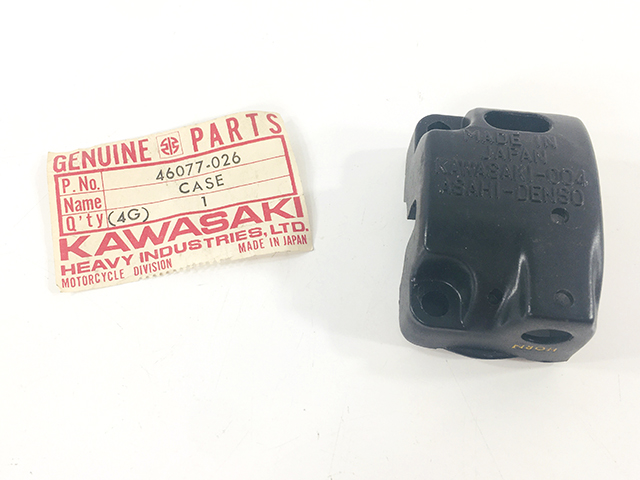 GENUINE PARTS
P. No. 46077-026
Name CASE
Q'ty (4G) 1
KAWASAKI
HEAVY INDUSTRIES, LTD.
MOTORCYCLE DIVISION MADE IN JAPAN
MADE IN
JAPAN
KAWASAKI-004
ASAHI-DENSO